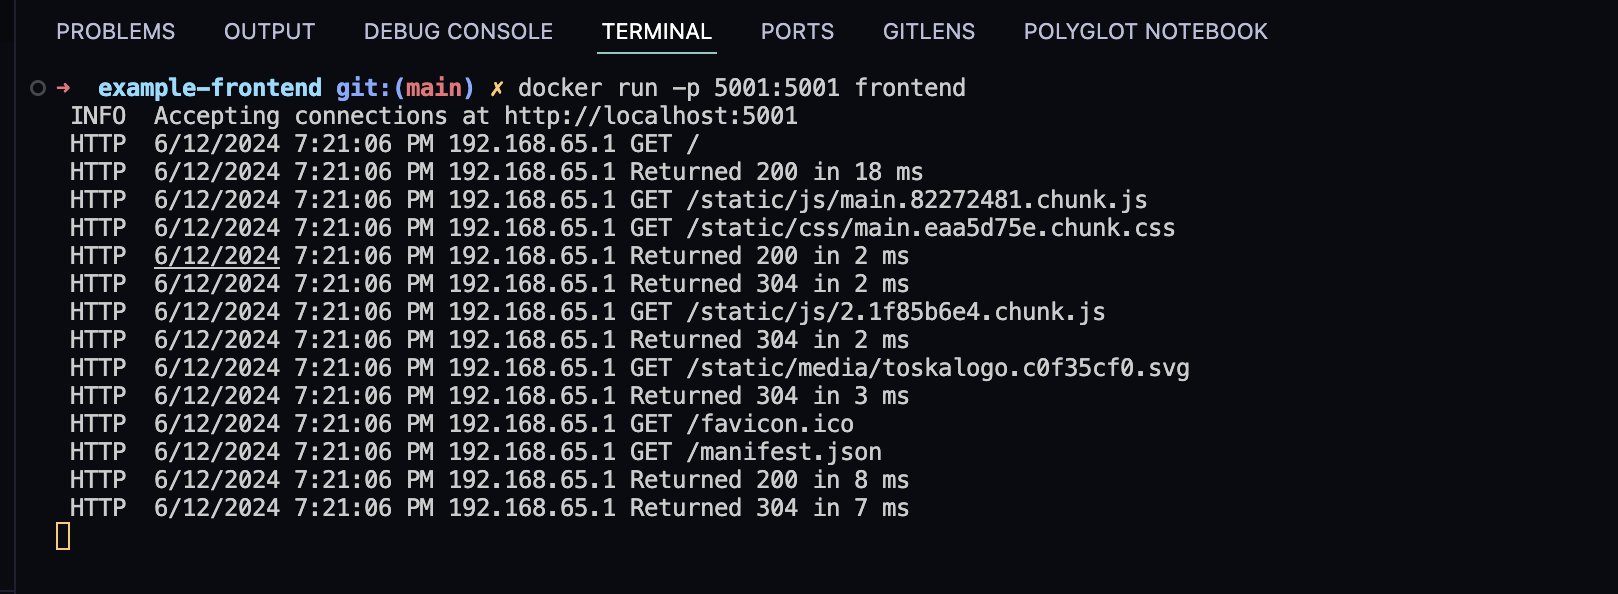 PROBLEMS OUTPUT DEBUG CONSOLE TERMINAL PORTS GITLENS POLYGLOT NOTEBOOK
➜ example-frontend git:(main) ✗ docker run -p 5001:5001 frontend
INFO Accepting connections at http://localhost:5001
HTTP 6/12/2024 7:21:06 PM 192.168.65.1 GET /
HTTP 6/12/2024 7:21:06 PM 192.168.65.1 Returned 200 in 18 ms
HTTP 6/12/2024 7:21:06 PM 192.168.65.1 GET /static/js/main.82272481.chunk.js
HTTP 6/12/2024 7:21:06 PM 192.168.65.1 GET /static/css/main.eaa5d75e.chunk.css
HTTP 6/12/2024 7:21:06 PM 192.168.65.1 Returned 200 in 2 ms
HTTP 6/12/2024 7:21:06 PM 192.168.65.1 Returned 304 in 2 ms
HTTP 6/12/2024 7:21:06 PM 192.168.65.1 GET /static/js/2.1f85b6e4.chunk.js
HTTP 6/12/2024 7:21:06 PM 192.168.65.1 Returned 304 in 2 ms
HTTP 6/12/2024 7:21:06 PM 192.168.65.1 GET /static/media/toskalogo.c0f35cf0.svg
HTTP 6/12/2024 7:21:06 PM 192.168.65.1 Returned 304 in 3 ms
HTTP 6/12/2024 7:21:06 PM 192.168.65.1 GET /favicon.ico
HTTP 6/12/2024 7:21:06 PM 192.168.65.1 GET /manifest.json
HTTP 6/12/2024 7:21:06 PM 192.168.65.1 Returned 200 in 8 ms
HTTP 6/12/2024 7:21:06 PM 192.168.65.1 Returned 304 in 7 ms